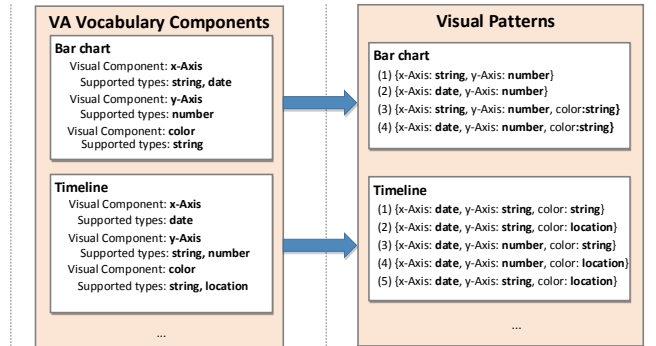 VA Vocabulary Components
Bar chart
Visual Component: x-Axis
Supported types: string, date
Visual Component: y-Axis
Supported types: number
Visual Component: color
Supported types: string
Timeline
Visual Component: x-Axis
Supported types: date
Visual Component: y-Axis
Supported types: string, number
Visual Component: color
Supported types: string, location
...
Visual Patterns
Bar chart
(1) {x-Axis: string, y-Axis: number}
(2) {x-Axis: date, y-Axis: number}
(3) {x-Axis: string, y-Axis: number, color:string}
(4) {x-Axis: date, y-Axis: number, color:string}
Timeline
(1) {x-Axis: date, y-Axis: string, color: string}
(2) {x-Axis: date, y-Axis: string, color: location}
(3) {x-Axis: date, y-Axis: number, color: string}
(4) {x-Axis: date, y-Axis: number, color: location}
(5) {x-Axis: date, y-Axis: string, color: location}
...